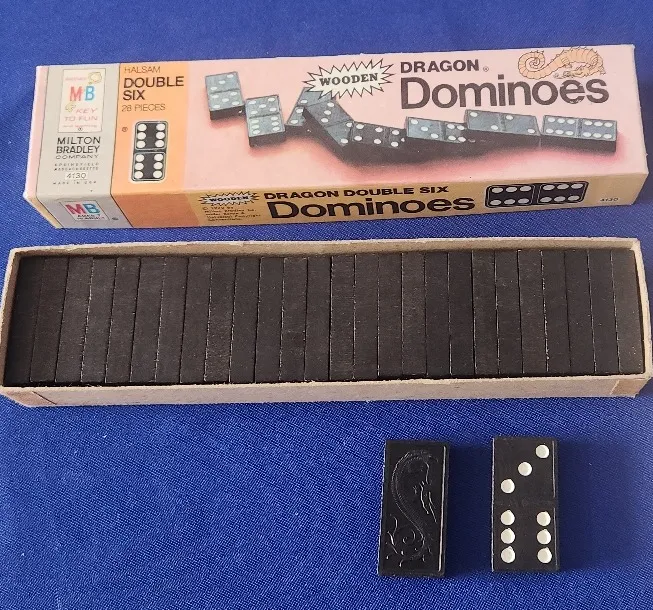 HALSAM
DOUBLE
SIX
28 PIECES
MB
A KEY
TO FUN
MILTON
BRADLEY
COMPANY
SPRINGFIELD
MASSACHUSETTS
4130
MADE IN USA
WOODEN
DRAGON®
Dominoes
MB
WOODEN
DRAGON DOUBLE SIX
Dominoes
4130